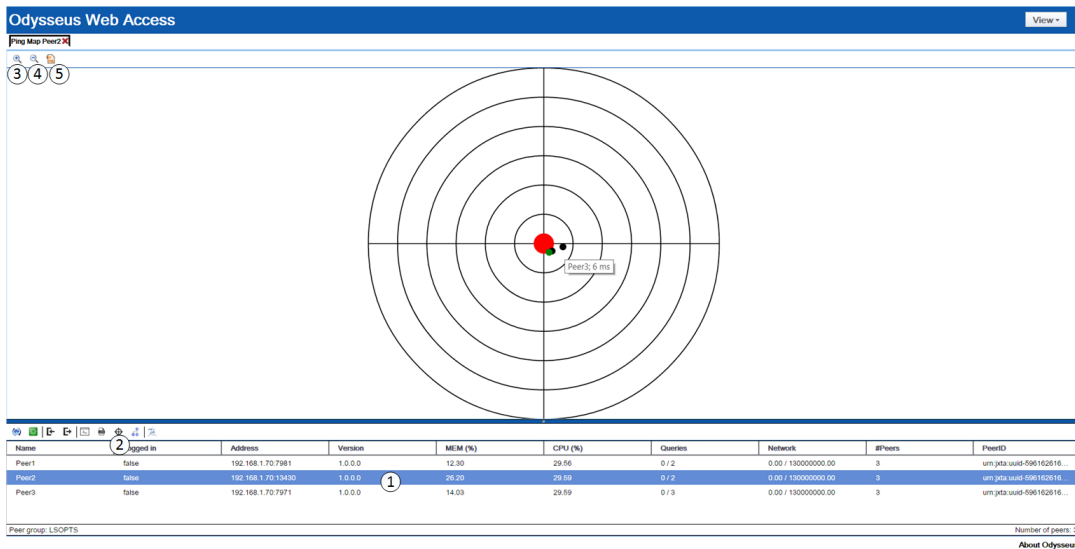 Odysseus Web Access View
Ping Map Peer2
3 4 5
Peer3; 6 ms
2
Name ogged in Address Version MEM (%) CPU (%) Queries Network #Peers PeerID
Peer1 false 192.168.1.70:7981 1.0.0.0 12.30 29.56 0 / 2 0.00 / 130000000.00 3 urn:jxta:uuid-596162616...
Peer2 false 192.168.1.70:13430 1.0.0.0 1 26.20 29.59 0 / 2 0.00 / 130000000.00 3 urn:jxta:uuid-596162616...
Peer3 false 192.168.1.70:7971 1.0.0.0 14.03 29.59 0 / 3 0.00 / 130000000.00 3 urn:jxta:uuid-596162616...
Peer group: LSOPTS Number of peers:
About Odysseus